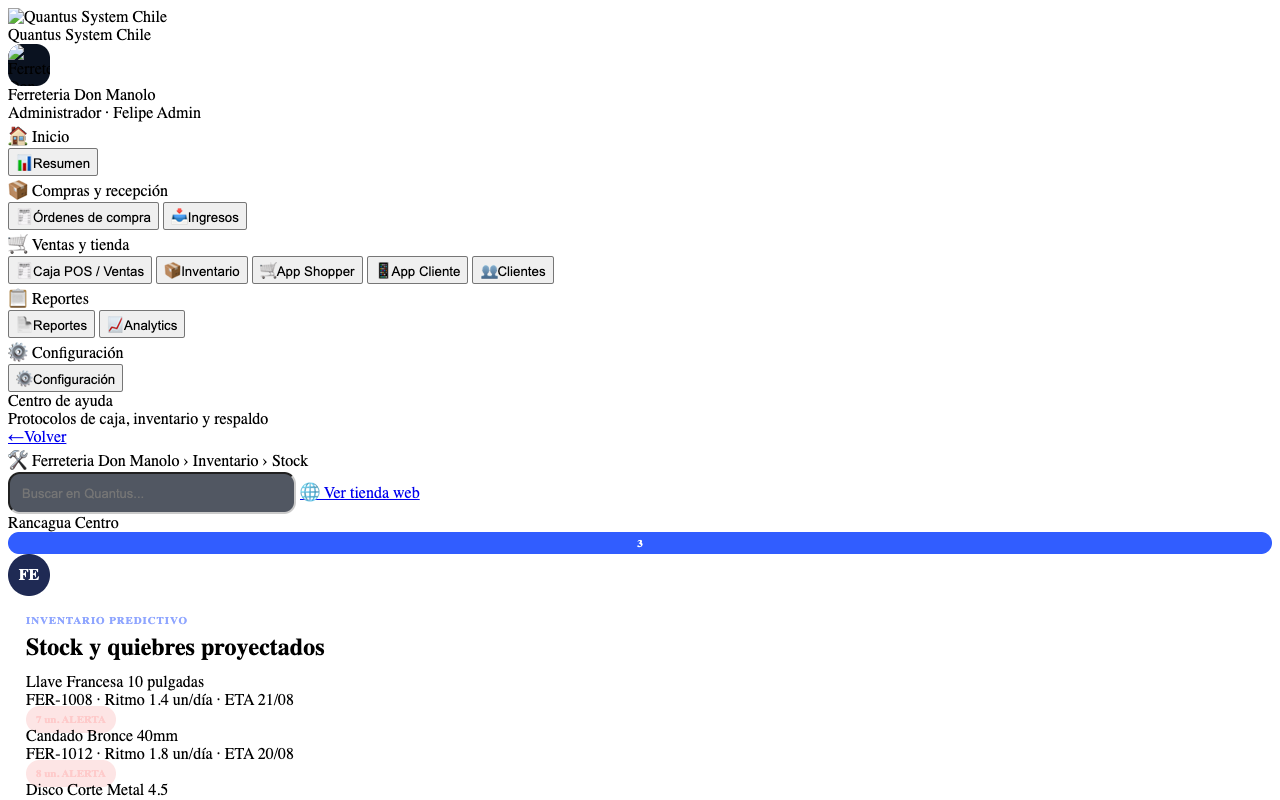 Quantus System Chile
Quantus System Chile
Ferreteria Don Manolo
Administrador · Felipe Admin
Inicio
Resumen
Compras y recepción
Órdenes de compra Ingresos
Ventas y tienda
Caja POS / Ventas Inventario App Shopper App Cliente Clientes
Reportes
Reportes Analytics
Configuración
Configuración
Centro de ayuda
Protocolos de caja, inventario y respaldo
←Volver
Ferreteria Don Manolo › Inventario › Stock
Buscar en Quantus... Ver tienda web
Rancagua Centro
3
FE
INVENTARIO PREDICTIVO
Stock y quiebres proyectados
Llave Francesa 10 pulgadas
FER-1008 · Ritmo 1.4 un/día · ETA 21/08
7 un. ALERTA
Candado Bronce 40mm
FER-1012 · Ritmo 1.8 un/día · ETA 20/08
8 un. ALERTA
Disco Corte Metal 4.5